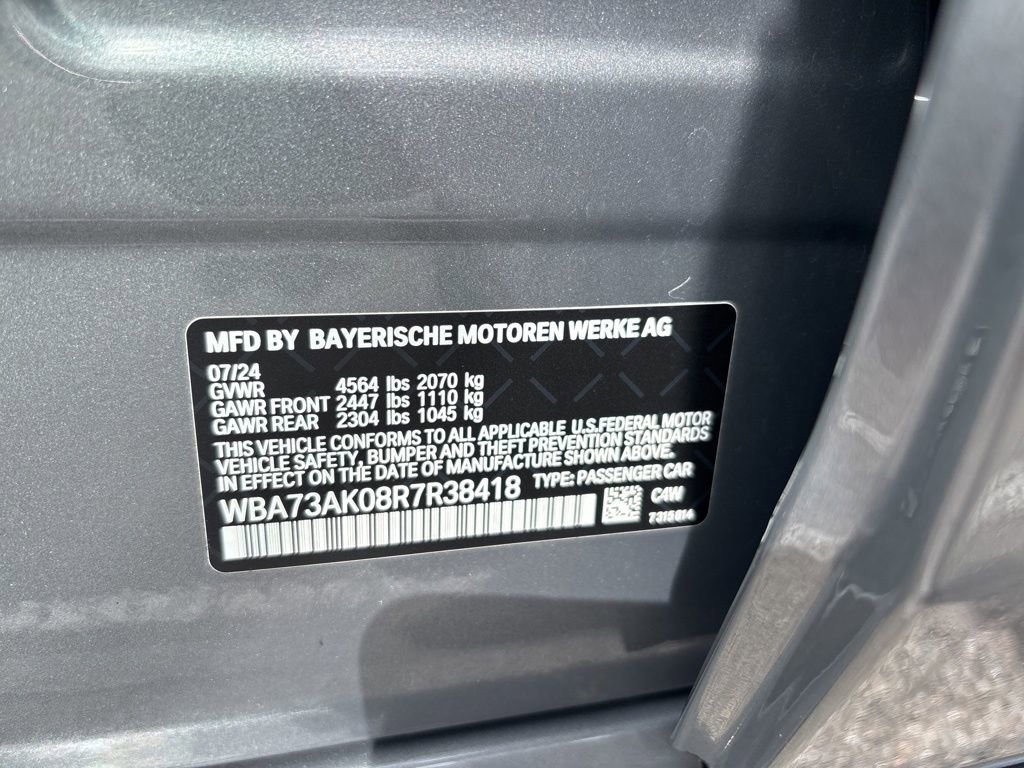 MFD BY BAYERISCHE MOTOREN WERKE AG
07/24
GVWR 4564 lbs 2070 kg
GAWR FRONT 2447 lbs 1110 kg
GAWR REAR 2304 lbs 1045 kg
THIS VEHICLE CONFORMS TO ALL APPLICABLE U.S.FEDERAL MOTOR
VEHICLE SAFETY, BUMPER AND THEFT PREVENTION STANDARDS
IN EFFECT ON THE DATE OF MANUFACTURE SHOWN ABOVE.
WBA73AK08R7R38418 TYPE: PASSENGER CAR
C4W
7315814